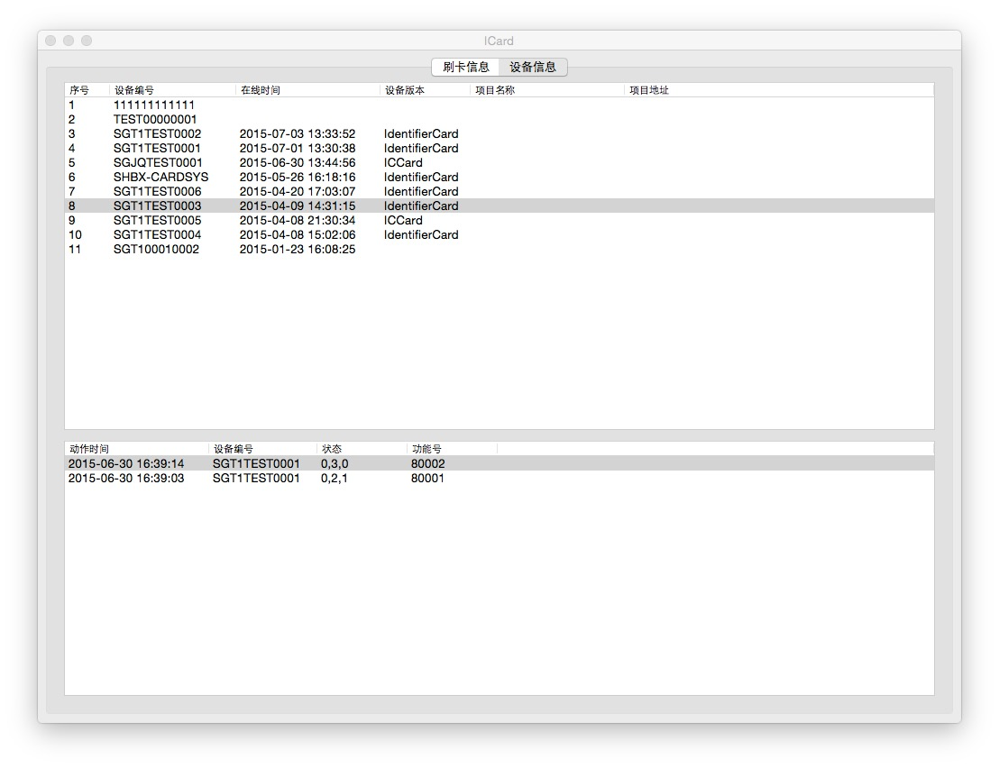 ICard
刷卡信息 设备信息
序号 设备编号 在线时间 设备版本 项目名称 项目地址
1 111111111111
2 TEST00000001
3 SGT1TEST0002 2015-07-03 13:33:52 IdentifierCard
4 SGT1TEST0001 2015-07-01 13:30:38 IdentifierCard
5 SGJQTEST0001 2015-06-30 13:44:56 ICCard
6 SHBX-CARDSYS 2015-05-26 16:18:16 IdentifierCard
7 SGT1TEST0006 2015-04-20 17:03:07 IdentifierCard
8 SGT1TEST0003 2015-04-09 14:31:15 IdentifierCard
9 SGT1TEST0005 2015-04-08 21:30:34 ICCard
10 SGT1TEST0004 2015-04-08 15:02:06 IdentifierCard
11 SGT100010002 2015-01-23 16:08:25
动作时间 设备编号 状态 功能号
2015-06-30 16:39:14 SGT1TEST0001 0,3,0 80002
2015-06-30 16:39:03 SGT1TEST0001 0,2,1 80001